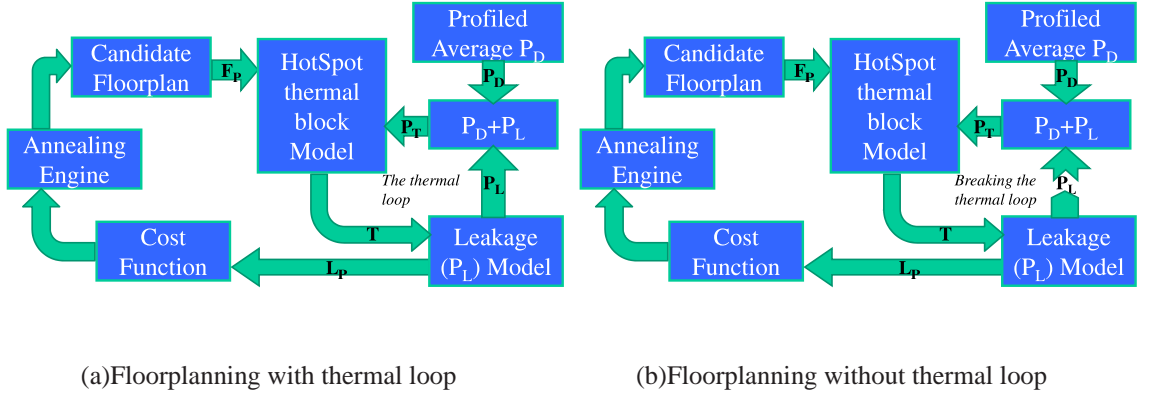 Profiled
Average P_D
Candidate
Floorplan
F_P
HotSpot
thermal
block
Model
P_D
P_T
P_D+P_L
Annealing
Engine
The thermal
loop
P_L
T
Cost
Function
L_P
Leakage
(P_L) Model
(a)Floorplanning with thermal loop
Profiled
Average P_D
Candidate
Floorplan
F_P
HotSpot
thermal
block
Model
P_D
P_T
P_D+P_L
Annealing
Engine
Breaking the
thermal loop
P_L
T
Cost
Function
L_P
Leakage
(P_L) Model
(b)Floorplanning without thermal loop